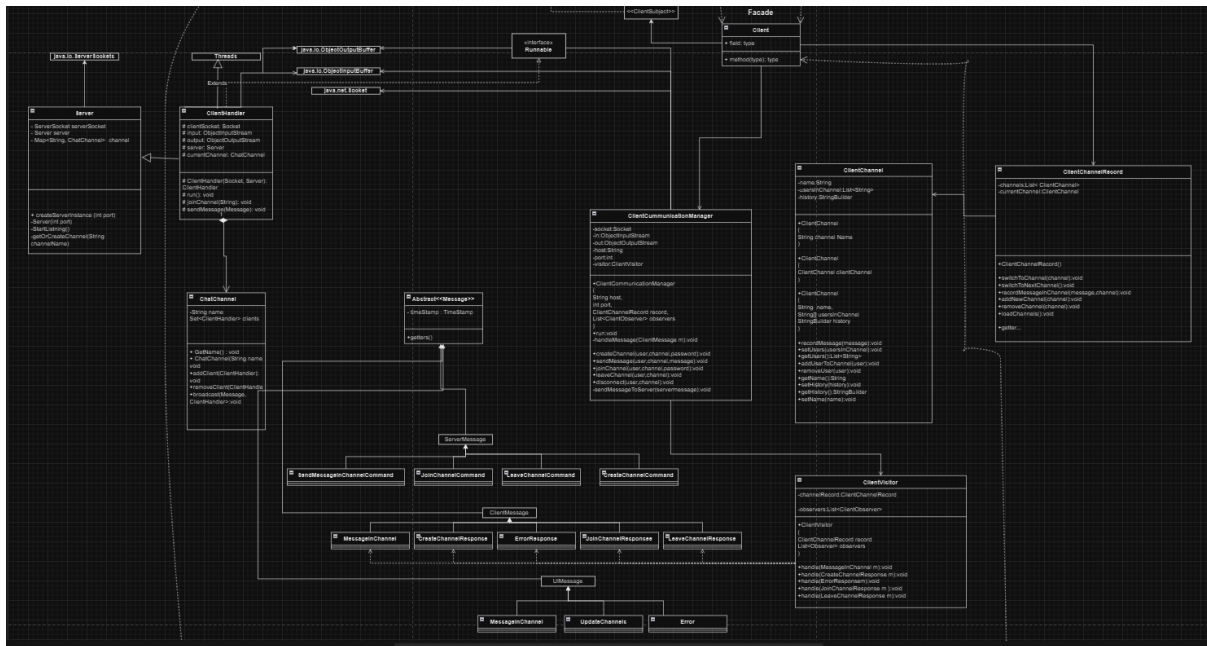 <<ClientSubject>>
Facade
Client
+ field: type
+ method(type): type
java.io.ServerSockets
Threads
java.io.ObjectOutputBuffer
java.io.ObjectInputBuffer
java.net.Socket
<<interface>>
Runnable
Extends
Server
- ServerSocket serverSocket
- Server server
- Map<String, ChatChannel> channel
+ createServerInstance (int port)
-Server(int port)
-StartListning()
-getOrCreateChannel(String
channelName)
ClientHandler
# clientSocket: Socket
# input: ObjectInputStream
# output: ObjectOutputStream
# server: Server
# currentChannel: ChatChannel
# ClientHandler(Socket, Server):
ClientHandler
# run(): void
# joinChannel(String): void
# sendMessage(Message): void
ChatChannel
-String name
Set<ClientHandler> clients
+ GetName() : void
+ ChatChannel(String name
void
+addClient(ClientHandler):
void
+removeClient(ClientHandle
+broadcast(Message,
ClientHandler>:void
Abstract<<Message>>
- timeStamp : TimeStamp
+getters()
ClientCummunicationManager
-socket:Socket
-in:ObjectInputStream
-out:ObjectOutputStream
-host:String
-port:int
-visitor:ClientVisitor
+ClientCommunicationManager
(
String host,
int port,
ClientChannelRecord record,
List<ClientObserver> observers
)
+run:void
-handleMessage(ClientMessage m):void
+createChannel(user,channel,password):void
+sendMessage(user,channel,message):void
+joinChannel(user,channel,password):void
+leaveChannel(user,channel):void
+disconnect(user,channel):void
-sendMessageToServer(servermessage):void
ClientChannel
-name:String
-usersInChannel:List<String>
-history:StringBuilder
+ClientChannel
(
String channel Name
)
+ClientChannel
(
ClientChannel clientChannel
)
+ClientChannel
(
String name,
String[] usersInChannel
StringBuilder history
)
+recordMessage(message):void
+setUsers(usersInChannel):void
+getUsers():List<String>
+addUserToChannel(user):void
+removeUser(user):void
+getName():String
+setHistory(history):void
+getHistory():StringBuilder
+setName(name):void
ClientChannelRecord
-channels:List< ClientChannel>
-currentChannel:ClientChannel
+ClientChannelRecord()
+switchToChannel(channel):void
+switchToNextChannel():void
+recordMessageInChannel(message,channel):void
+addNewChannel(channel):void
+removeChannel(channel):void
+loadChannels():void
+getter...
ServerMessage
SendMessageInChannelCommand
JoinChannelCommand
LeaveChannelCommand
CreateChannelCommand
ClientMessage
MessageInChannel
CreateChannelResponse
ErrorResponse
JoinChannelResponsee
LeaveChannelResponse
UIMessage
MessageInChannel
UpdateChannels
Error
ClientVisitor
-channelRecord:ClientChannelRecord
-observers:List<ClientObserver>
+ClientVisitor
(
ClientChannelRecord record
List<Observer> observers
)
+handle(MessageInChannel m):void
+handle(CreateChannelResponse m):void
+handle(ErrorResponsem):void
+handle(JoinChannelResponse m ):void
+handle(LeaveChannelResponse m):void